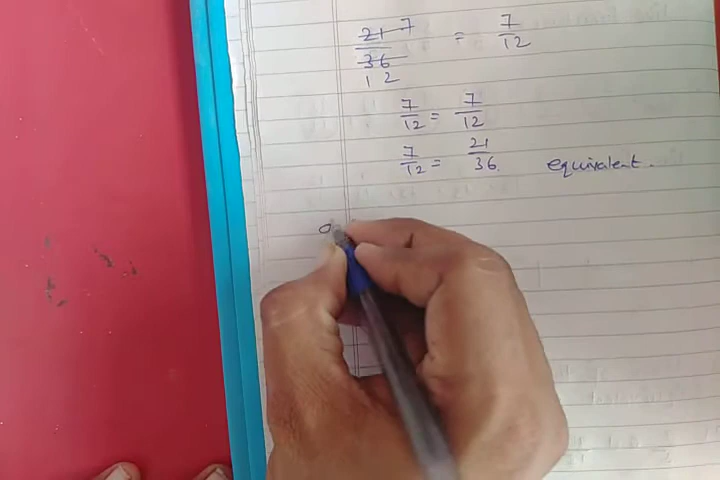 21/36 7/12 = 7/12
7/12 = 7/12
7/12 = 21/36 equivalent.